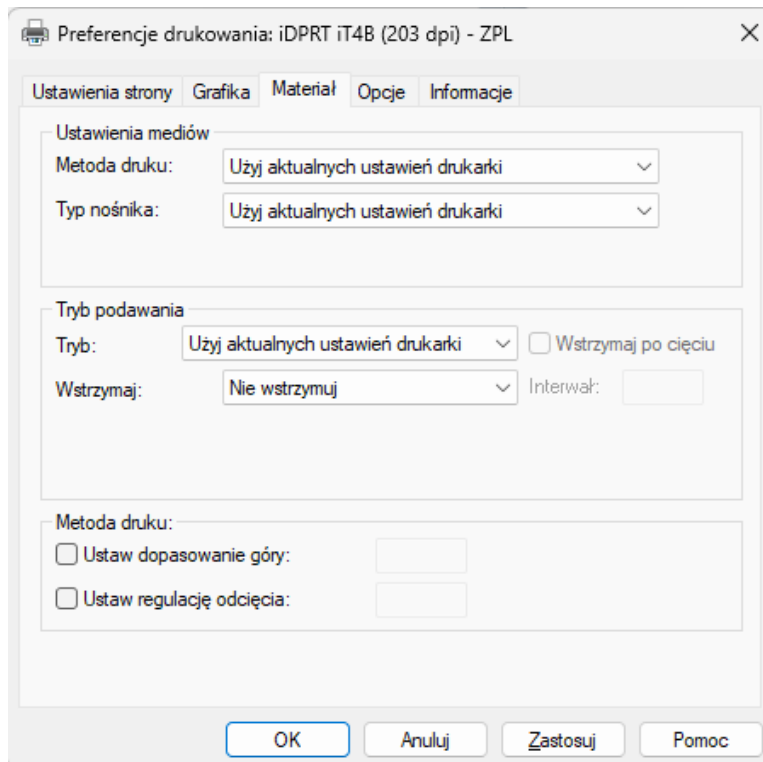 Preferencje drukowania: iDPRT iT4B (203 dpi) - ZPL
Ustawienia strony Grafika Materiał Opcje Informacje
Ustawienia mediów
Metoda druku: Użyj aktualnych ustawień drukarki
Typ nośnika: Użyj aktualnych ustawień drukarki
Tryb podawania
Tryb: Użyj aktualnych ustawień drukarki Wstrzymaj po cięciu
Wstrzymaj: Nie wstrzymuj Interwał:
Metoda druku:
Ustaw dopasowanie góry:
Ustaw regulację odcięcia:
OK Anuluj Zastosuj Pomoc